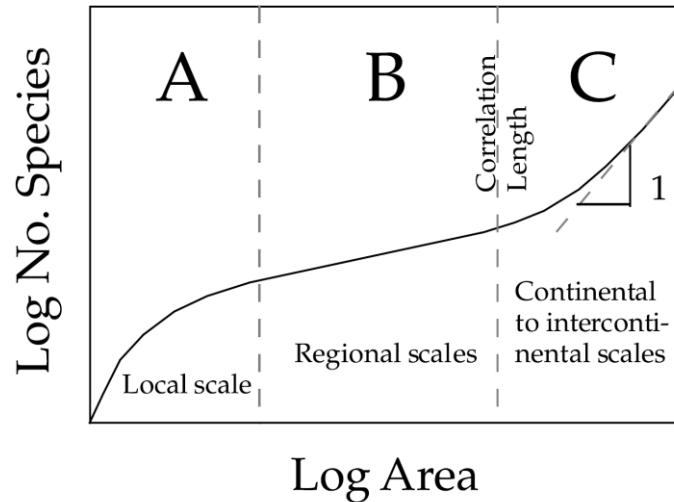 A
B
C
Log No. Species
Correlation
Length
1
Continental
to interconti-
nental scales
Regional scales
Local scale
Log Area